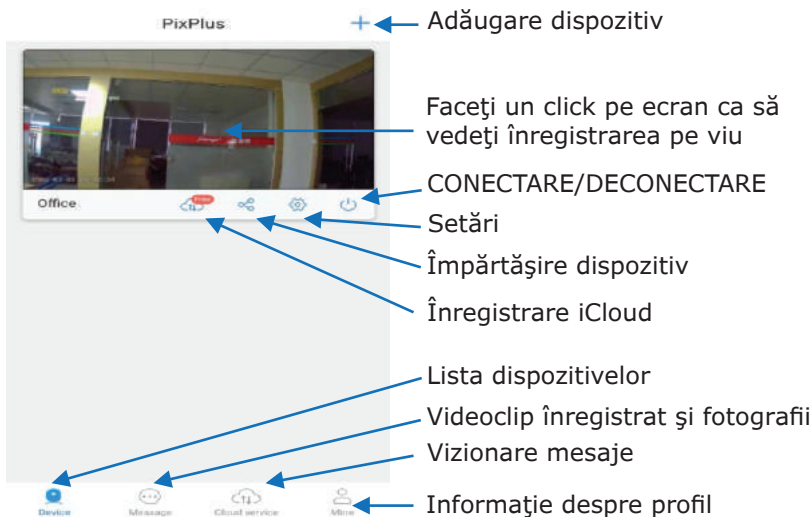 PixPlus
Adăugare dispozitiv
Faceţi un click pe ecran ca să
vedeţi înregistrarea pe viu
CONECTARE/DECONECTARE
Office
Free
Setări
Împărtăşire dispozitiv
Înregistrare iCloud
Lista dispozitivelor
Videoclip înregistrat şi fotografii
Vizionare mesaje
Informaţie despre profil
Device
Message
Cloud service
Mine